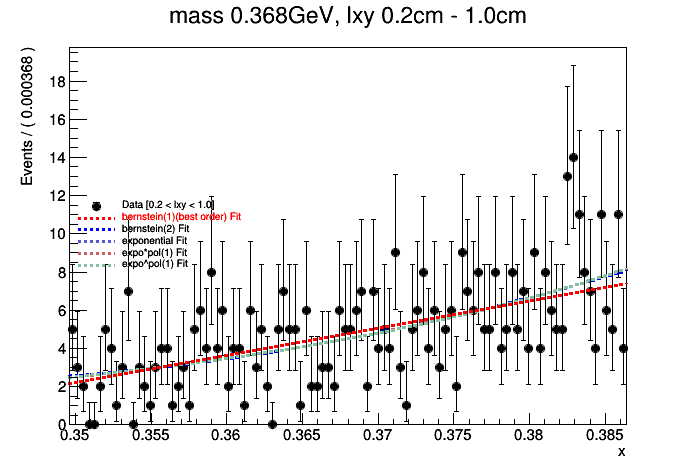 mass 0.368GeV, lxy 0.2cm - 1.0cm
Events / ( 0.000368 )
18
16
14
12
10
8
6
4
2
0
Data [0.2 < lxy < 1.0]
bernstein(1)(best order) Fit
bernstein(2) Fit
exponential Fit
expo*pol(1) Fit
expo^pol(1) Fit
0.35 0.355 0.36 0.365 0.37 0.375 0.38 0.385
x